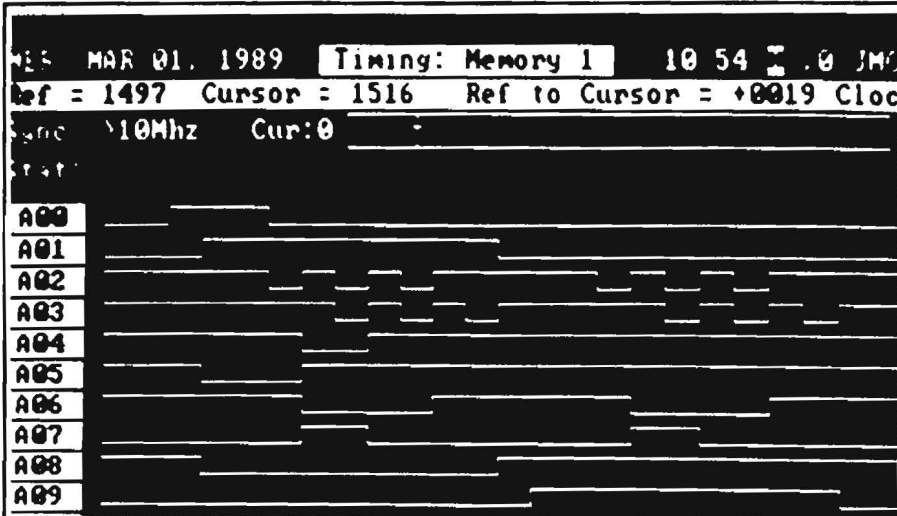 MAR 01, 1989 Timing: Memory 1 10 54
Ref = 1497 Cursor = 1516 Ref to Cursor = +0019 Cloc
10Mhz Cur:0
A00
A01
A02
A03
A04
A05
A06
A07
A08
A09